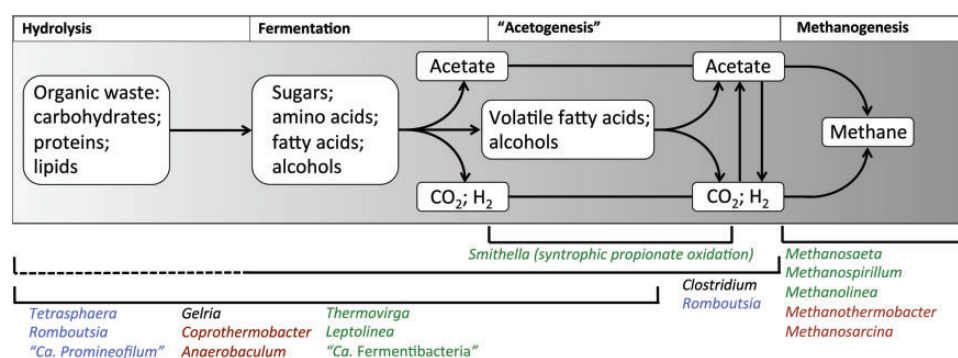 Hydrolysis
Fermentation
“Acetogenesis”
Methanogenesis
Organic waste:
carbohydrates;
proteins;
lipids
Sugars;
amino acids;
fatty acids;
alcohols
Acetate
Volatile fatty acids;
alcohols
CO2; H2
Acetate
CO2; H2
Methane
Smithella (syntrophic propionate oxidation)
Methanosaeta
Methanospirillum
Methanolinea
Methanothermobacter
Methanosarcina
Clostridium
Romboutsia
Tetrasphaera
Romboutsia
“Ca. Promineofilum”
Gelria
Coprothermobacter
Anaerobaculum
Thermovirga
Leptolinea
“Ca. Fermentibacteria”